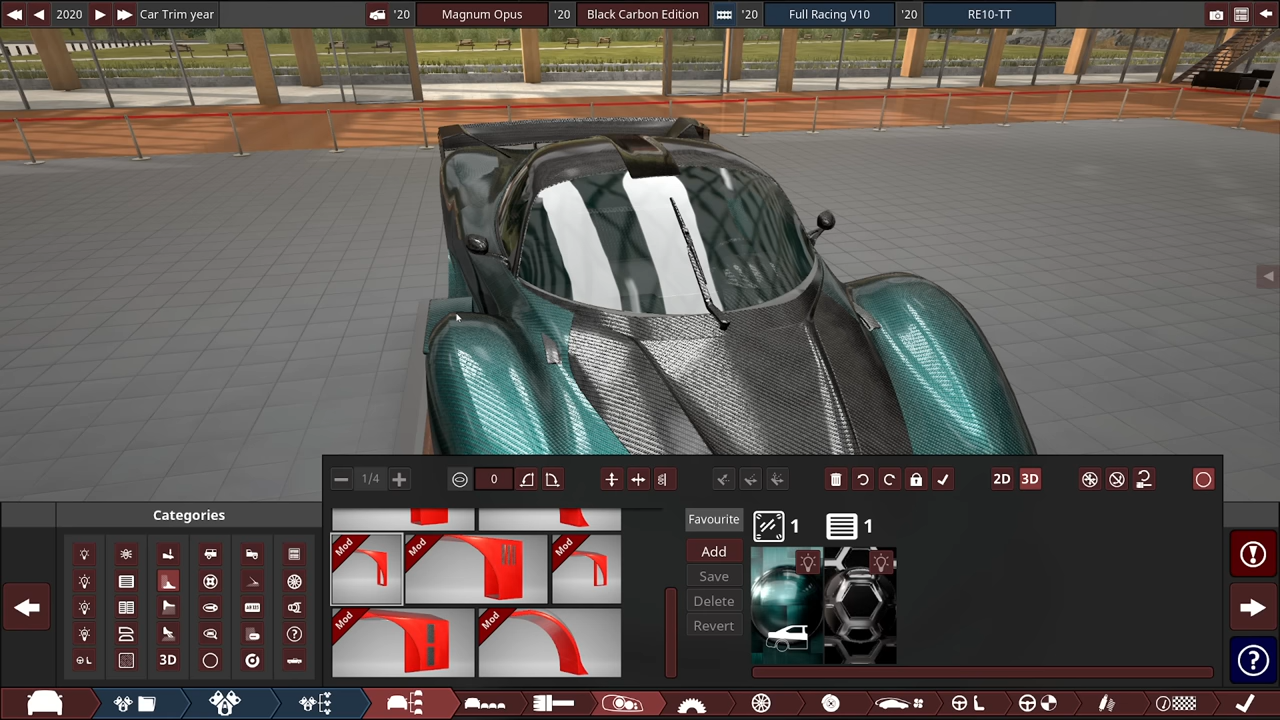 2020 Car Trim year '20 Magnum Opus '20 Black Carbon Edition '20 Full Racing V10 '20 RE10-TT
1/4 0 2D 3D
Categories
Favourite 1 1
Add
Save
Delete
Revert
Mod Mod Mod
Mod Mod
3D
L